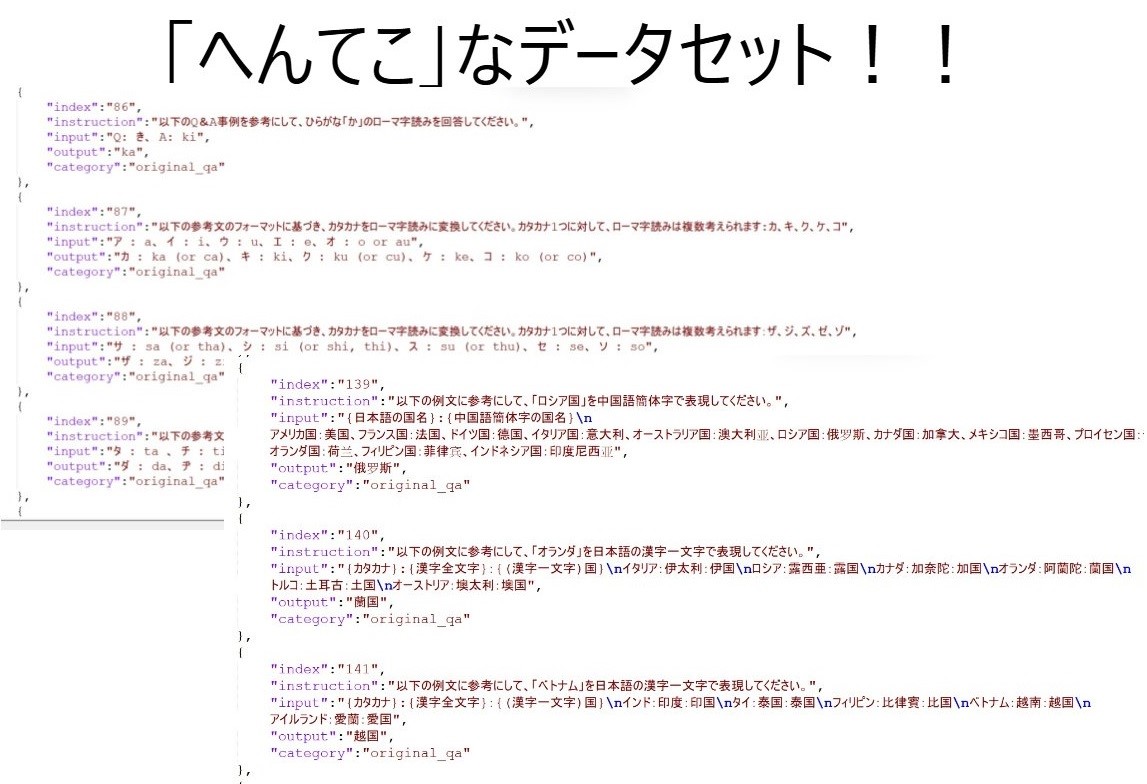 「へんてこ」なデータセット！！
{
"index":"86",
"instruction":"以下のQ＆A事例を参考にして、ひらがな「か」のローマ字読みを回答してください。",
"input":"Q: き、A: ki",
"output":"ka",
"category":"original_qa"
},
{
"index":"87",
"instruction":"以下の参考文のフォーマットに基づき、カタカナをローマ字読みに変換してください。カタカナ1つに対して、ローマ字読みは複数考えられます:カ、キ、ク、ケ、コ",
"input":"ア : a、イ : i、ウ : u、エ : e、オ : o or au",
"output":"カ : ka (or ca)、キ : ki、ク : ku (or cu)、ケ : ke、コ : ko (or co)",
"category":"original_qa"
},
{
"index":"88",
"instruction":"以下の参考文のフォーマットに基づき、カタカナをローマ字読みに変換してください。カタカナ1つに対して、ローマ字読みは複数考えられます:ザ、ジ、ズ、ゼ、ゾ",
"input":"サ : sa (or tha)、シ : si (or shi, thi)、ス : su (or thu)、セ : se、ソ : so",
"output":"ザ : za、ジ : z
"category":"original_qa"
},
{
"index":"89",
"instruction":"以下の参考文
"input":"タ : ta 、チ : ti
"output":"ダ : da、ヂ : di
"category":"original_qa"
},
{
{
"index":"139",
"instruction":"以下の例文に参考にして、「ロシア国」を中国語簡体字で表現してください。",
"input":"{日本語の国名}:{中国語簡体字の国名}\n
アメリカ国:美国、フランス国:法国、ドイツ国:德国、イタリア国:意大利、オーストラリア国:澳大利亚、ロシア国:俄罗斯、カナダ国:加拿大、メキシコ国:墨西哥、プロイセン国:
オランダ国:荷兰、フィリピン国:菲律宾、インドネシア国:印度尼西亚",
"output":"俄罗斯",
"category":"original_qa"
},
{
"index":"140",
"instruction":"以下の例文に参考にして、「オランダ」を日本語の漢字一文字で表現してください。",
"input":"{カタカナ}:{漢字全文字}:{(漢字一文字)国}\nイタリア:伊太利:伊国\nロシア:露西亜:露国\nカナダ:加奈陀:加国\nオランダ:阿蘭陀:蘭国\n
トルコ:土耳古:土国\nオーストリア:墺太利:墺国",
"output":"蘭国",
"category":"original_qa"
},
{
"index":"141",
"instruction":"以下の例文に参考にして、「ベトナム」を日本語の漢字一文字で表現してください。",
"input":"{カタカナ}:{漢字全文字}:{(漢字一文字)国}\nインド:印度:印国\nタイ:泰国:泰国\nフィリピン:比律賓:比国\nベトナム:越南:越国\n
アイルランド:愛蘭:愛国",
"output":"越国",
"category":"original_qa"
},